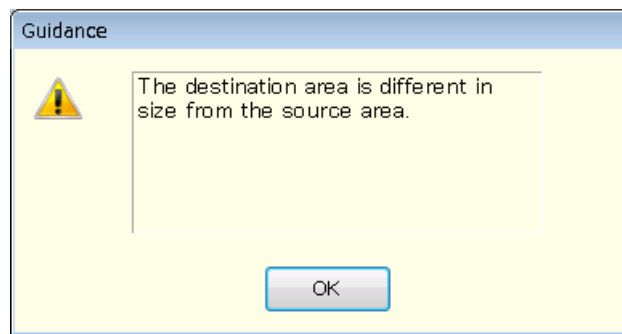 Guidance
The destination area is different in
size from the source area.
OK